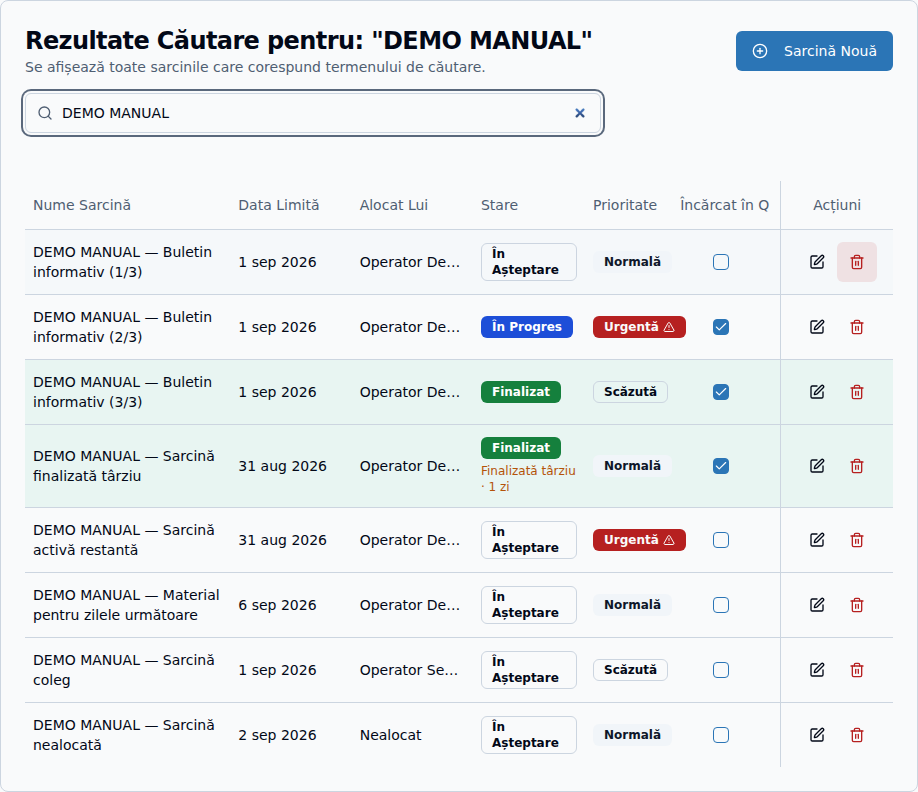 Rezultate Căutare pentru: "DEMO MANUAL"
Se afișează toate sarcinile care corespund termenului de căutare.
Sarcină Nouă
DEMO MANUAL
Nume Sarcină Data Limită Alocat Lui Stare Prioritate Încărcat în Q Acțiuni
DEMO MANUAL — Buletin
informativ (1/3)
1 sep 2026
Operator De…
În
Așteptare
Normală
DEMO MANUAL — Buletin
informativ (2/3)
1 sep 2026
Operator De…
În Progres
Urgentă
DEMO MANUAL — Buletin
informativ (3/3)
1 sep 2026
Operator De…
Finalizat
Scăzută
DEMO MANUAL — Sarcină
finalizată târziu
31 aug 2026
Operator De…
Finalizat
Finalizată târziu
· 1 zi
Normală
DEMO MANUAL — Sarcină
activă restantă
31 aug 2026
Operator De…
În
Așteptare
Urgentă
DEMO MANUAL — Material
pentru zilele următoare
6 sep 2026
Operator De…
În
Așteptare
Normală
DEMO MANUAL — Sarcină
coleg
1 sep 2026
Operator Se…
În
Așteptare
Scăzută
DEMO MANUAL — Sarcină
nealocată
2 sep 2026
Nealocat
În
Așteptare
Normală